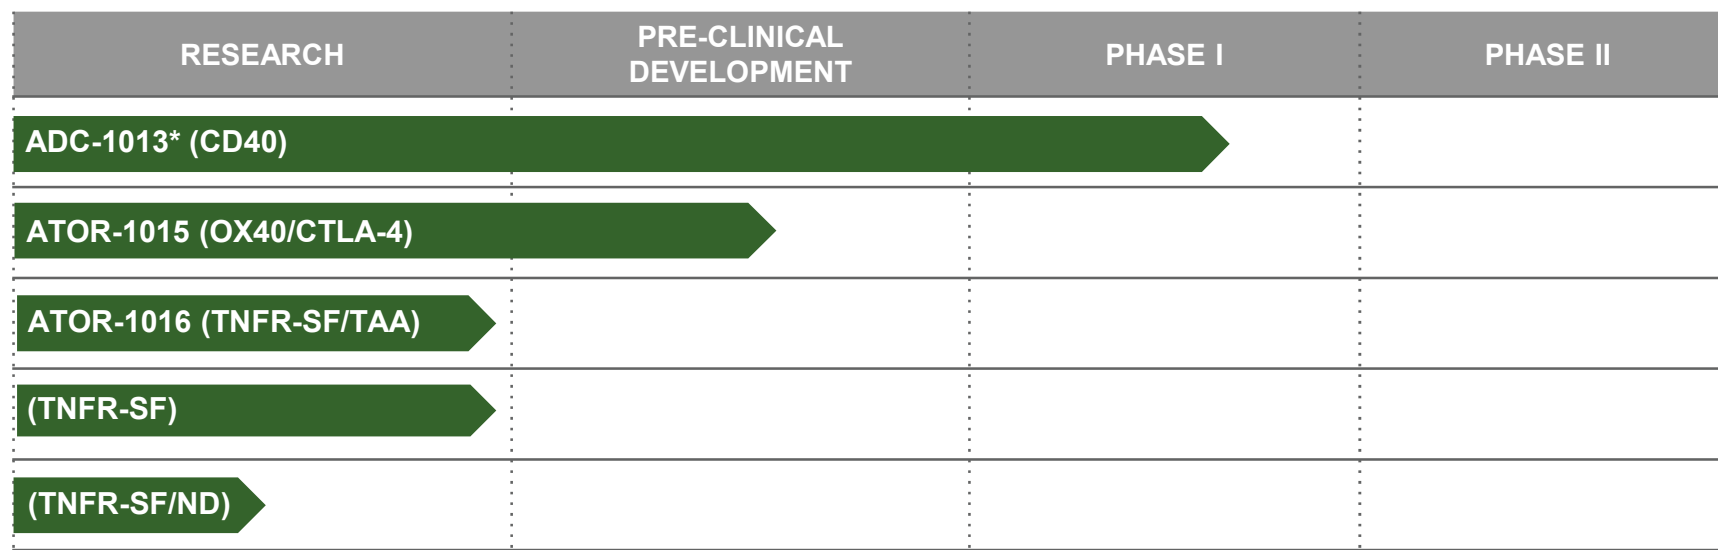 RESEARCH
PRE-CLINICAL
DEVELOPMENT
PHASE I
PHASE II
ADC-1013* (CD40)
ATOR-1015 (OX40/CTLA-4)
ATOR-1016 (TNFR-SF/TAA)
(TNFR-SF)
(TNFR-SF/ND)